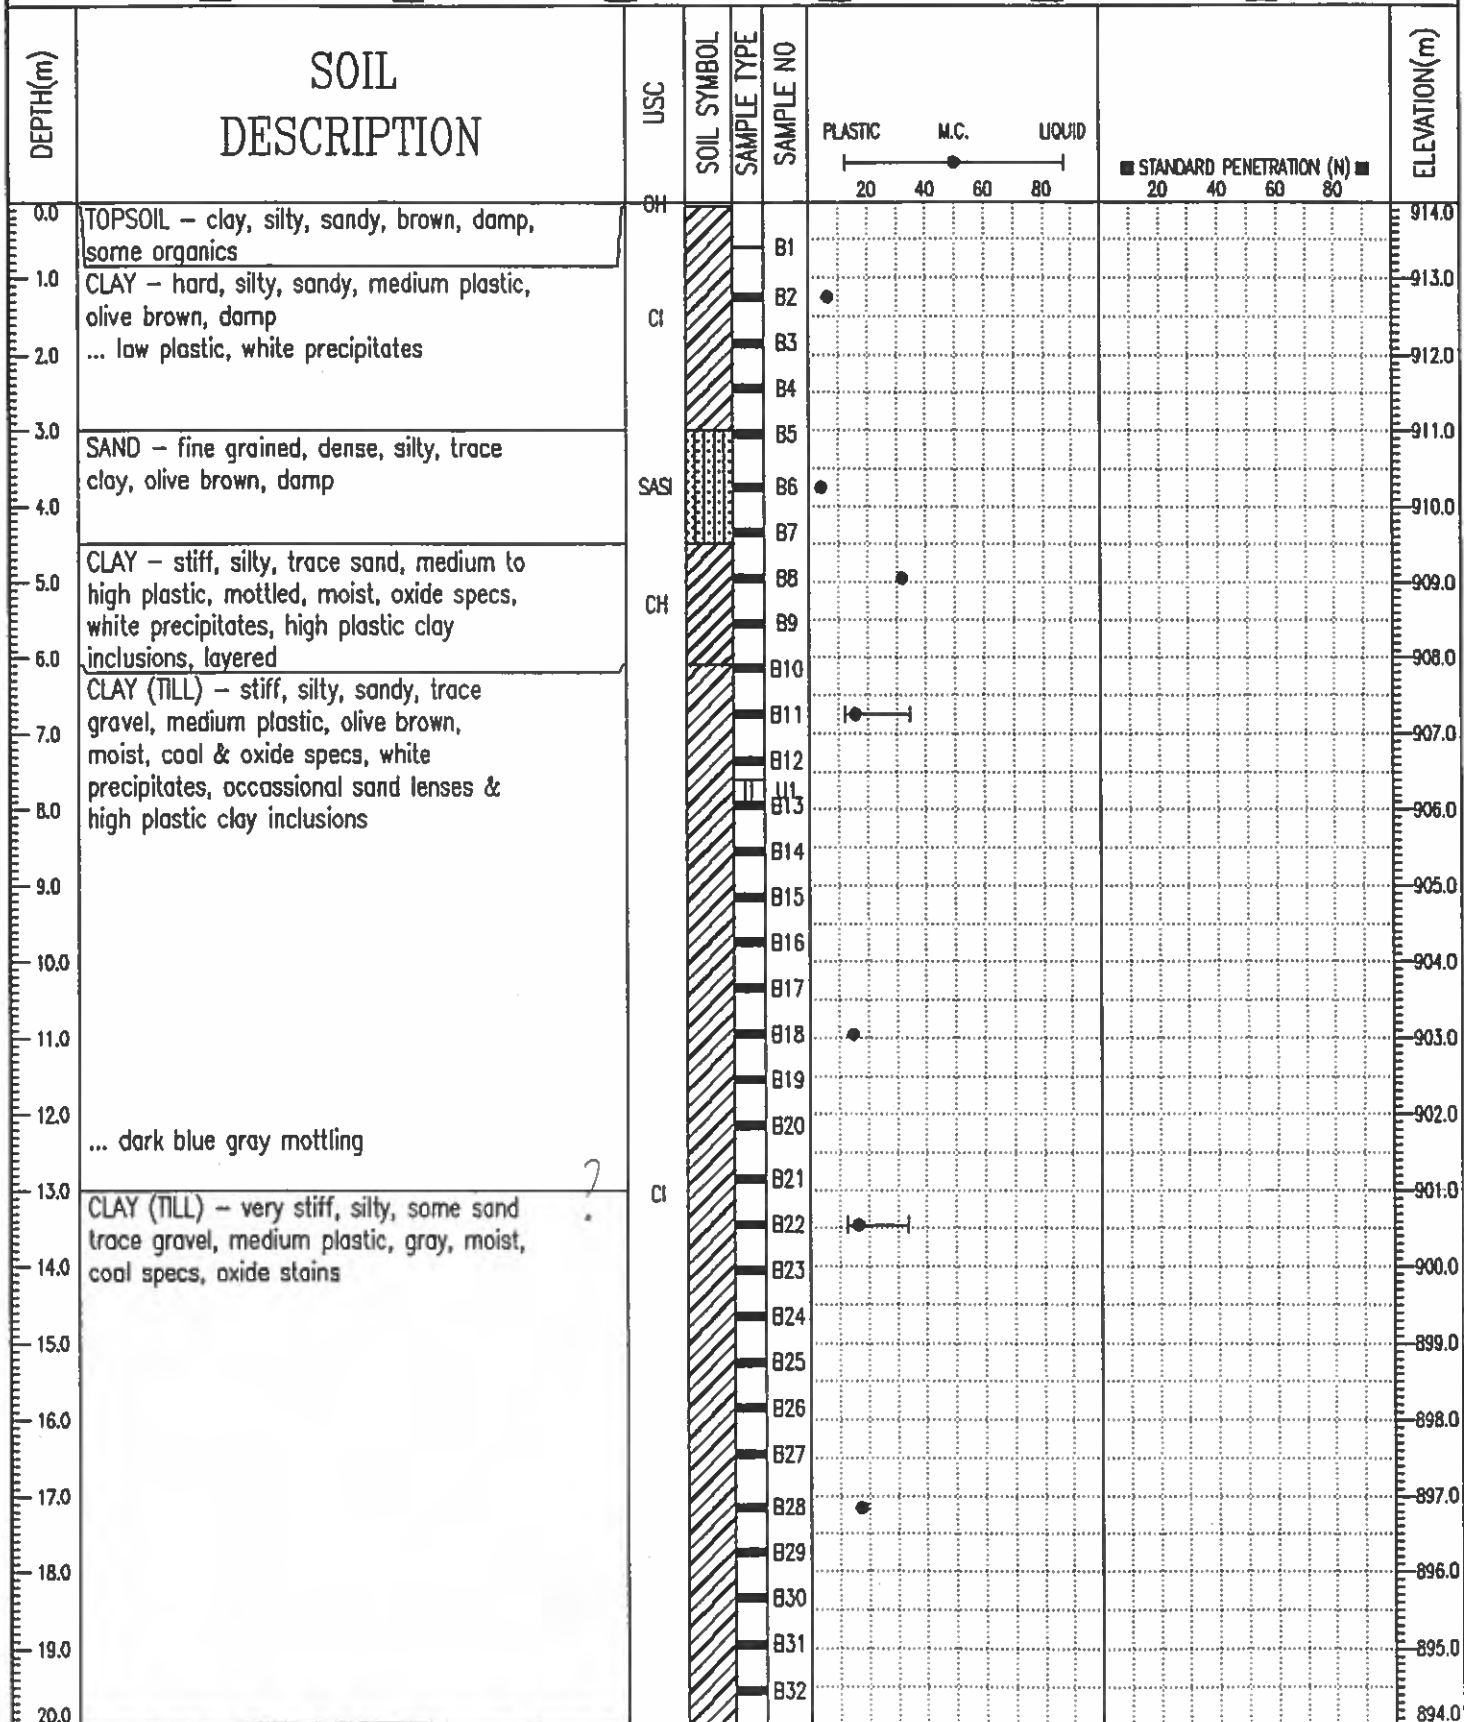 DEPTH(m)
SOIL
DESCRIPTION
USC
SOIL SYMBOL
SAMPLE TYPE
SAMPLE NO
PLASTIC M.C. LIQUID
20 40 60 80
■ STANDARD PENETRATION (N) ■
20 40 60 80
ELEVATION(m)
0.0
TOPSOIL – clay, silty, sandy, brown, damp,
some organics
OH
B1
914.0
1.0
CLAY – hard, silty, sandy, medium plastic,
olive brown, damp
... low plastic, white precipitates
CI
B2
913.0
2.0
B3
912.0
B4
3.0
SAND – fine grained, dense, silty, trace
clay, olive brown, damp
SASI
B5
911.0
B6
4.0
910.0
B7
CLAY – stiff, silty, trace sand, medium to
high plastic, mottled, moist, oxide specs,
white precipitates, high plastic clay
inclusions, layered
CH
5.0
B8
909.0
B9
6.0
B10
908.0
CLAY (TILL) – stiff, silty, sandy, trace
gravel, medium plastic, olive brown,
moist, coal & oxide specs, white
precipitates, occassional sand lenses &
high plastic clay inclusions
B11
7.0
907.0
B12
U1
8.0
B13
906.0
B14
9.0
B15
905.0
B16
10.0
904.0
B17
11.0
B18
903.0
B19
12.0
B20
902.0
... dark blue gray mottling
?
B21
13.0
CI
901.0
CLAY (TILL) – very stiff, silty, some sand
trace gravel, medium plastic, gray, moist,
coal specs, oxide stains
B22
14.0
B23
900.0
B24
15.0
B25
899.0
16.0
B26
898.0
B27
17.0
B28
897.0
B29
18.0
B30
896.0
19.0
B31
895.0
B32
20.0
894.0